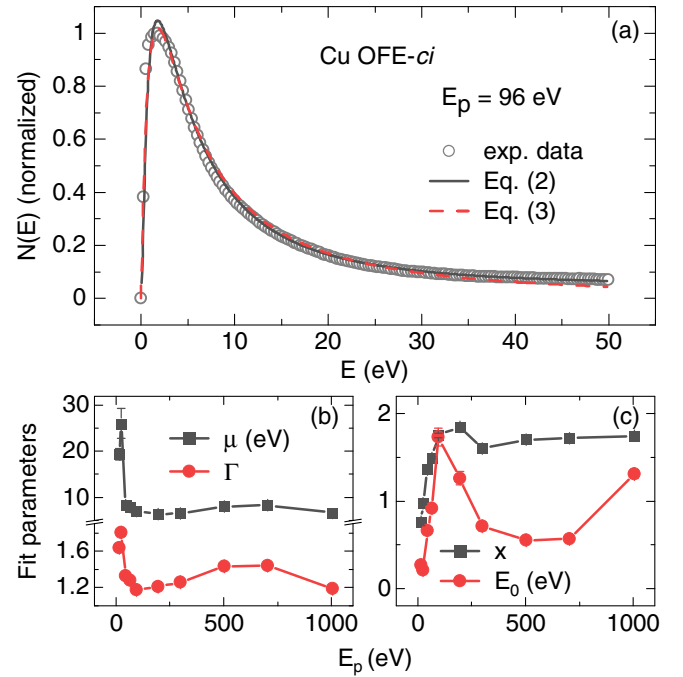 (a)
Cu OFE-ci
E_p = 96 eV
exp. data
Eq. (2)
Eq. (3)
N(E) (normalized)
1
0.8
0.6
0.4
0.2
0
0 10 20 30 40 50
E (eV)
(b)
μ (eV)
Γ
Fit parameters
30
20
10
1.6
1.2
0 500 1000
(c)
x
E_0 (eV)
2
1
0
0 500 1000
E_p (eV)